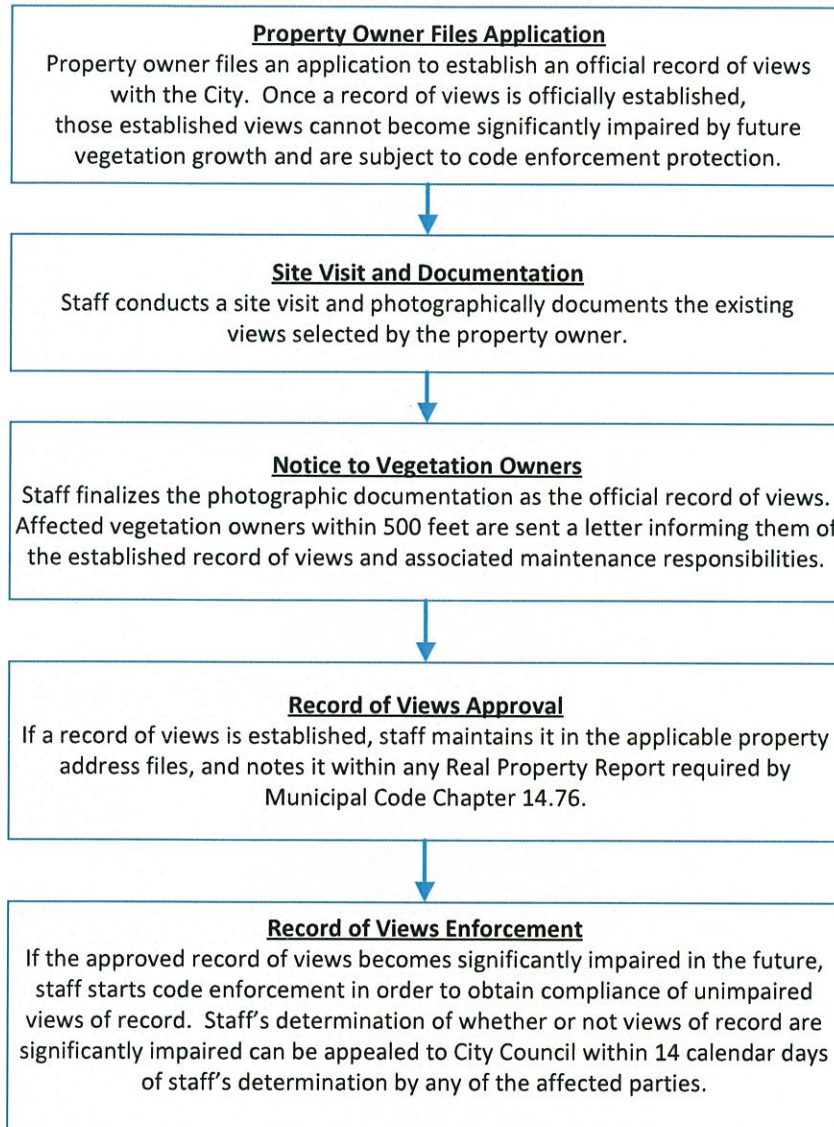 Property Owner Files Application
Property owner files an application to establish an official record of views
with the City. Once a record of views is officially established,
those established views cannot become significantly impaired by future
vegetation growth and are subject to code enforcement protection.
Site Visit and Documentation
Staff conducts a site visit and photographically documents the existing
views selected by the property owner.
Notice to Vegetation Owners
Staff finalizes the photographic documentation as the official record of views.
Affected vegetation owners within 500 feet are sent a letter informing them of
the established record of views and associated maintenance responsibilities.
Record of Views Approval
If a record of views is established, staff maintains it in the applicable property
address files, and notes it within any Real Property Report required by
Municipal Code Chapter 14.76.
Record of Views Enforcement
If the approved record of views becomes significantly impaired in the future,
staff starts code enforcement in order to obtain compliance of unimpaired
views of record. Staff's determination of whether or not views of record are
significantly impaired can be appealed to City Council within 14 calendar days
of staff's determination by any of the affected parties.